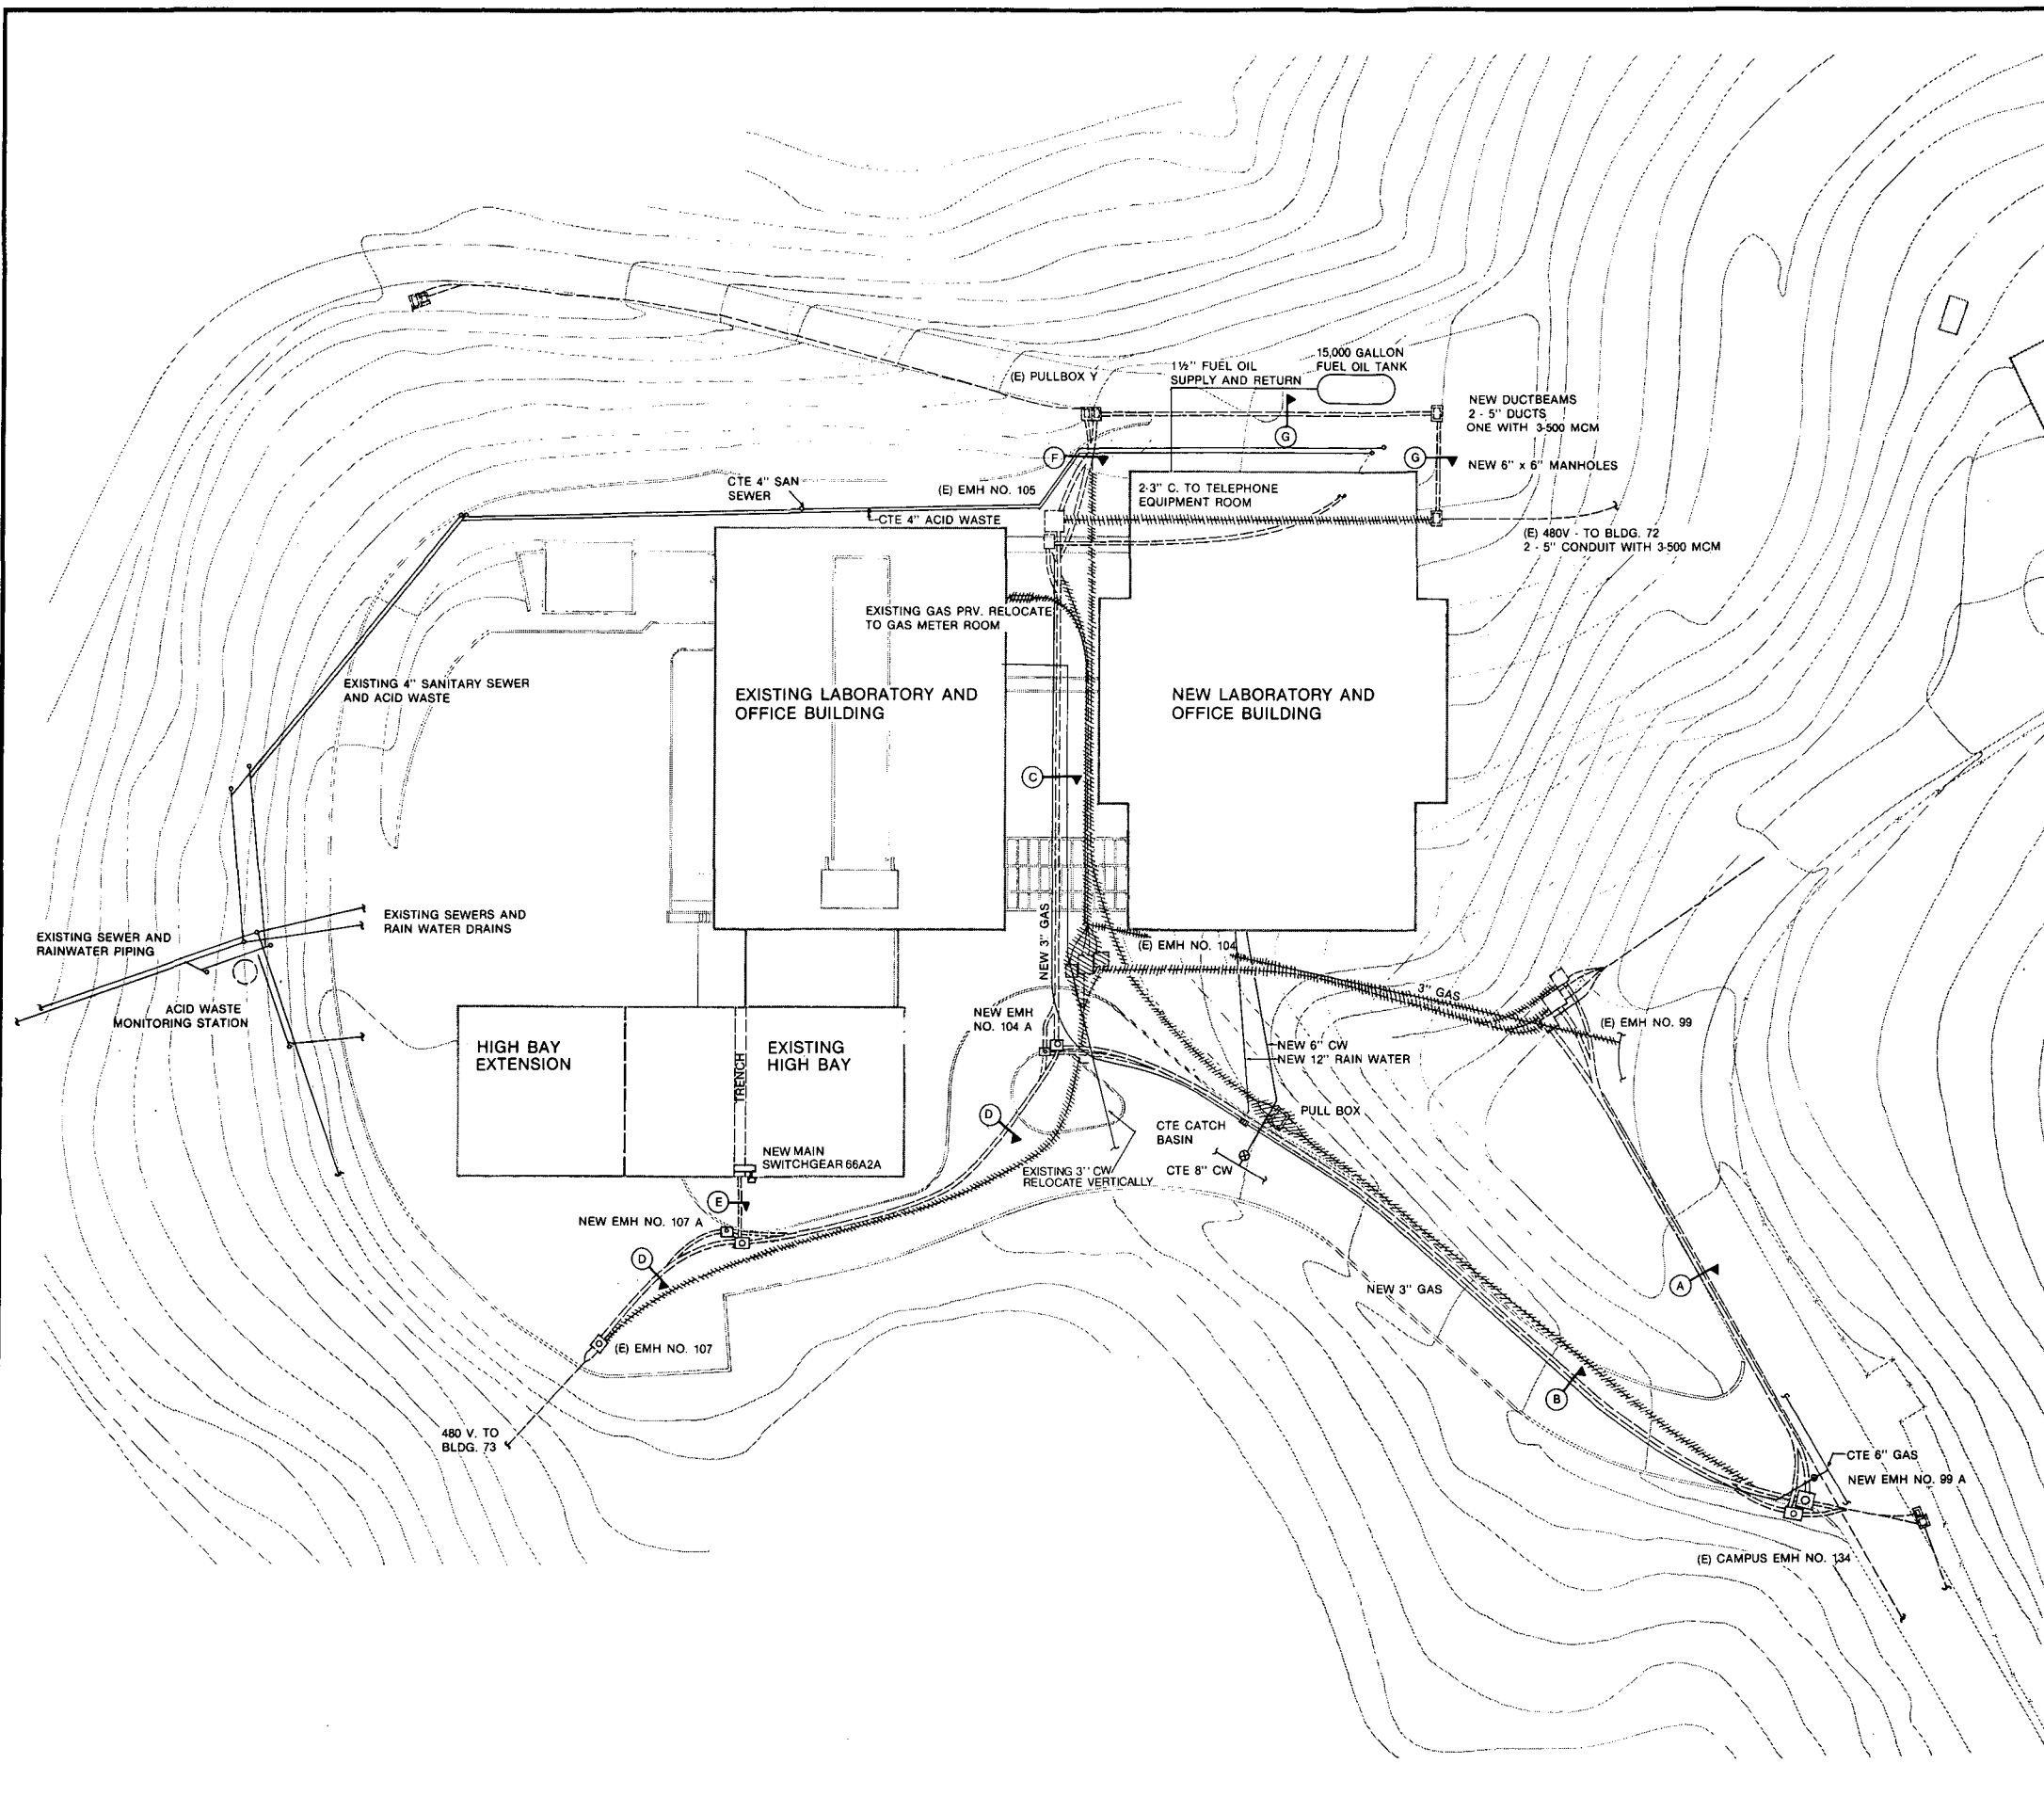 15,000 GALLON
FUEL OIL TANK
1½" FUEL OIL
SUPPLY AND RETURN
(E) PULLBOX Y
NEW DUCTBEAMS
2 - 5" DUCTS
ONE WITH 3-500 MCM
G
F
G
NEW 6" x 6" MANHOLES
CTE 4" SAN
SEWER
(E) EMH NO. 105
2-3" C. TO TELEPHONE
EQUIPMENT ROOM
CTE 4" ACID WASTE
(E) 480V - TO BLDG. 72
2 - 5" CONDUIT WITH 3-500 MCM
EXISTING GAS PRV. RELOCATE
TO GAS METER ROOM
EXISTING 4" SANITARY SEWER
AND ACID WASTE
EXISTING LABORATORY AND
OFFICE BUILDING
NEW LABORATORY AND
OFFICE BUILDING
C
EXISTING SEWERS AND
RAIN WATER DRAINS
EXISTING SEWER AND
RAINWATER PIPING
NEW 3" GAS
(E) EMH NO. 104
3" GAS
ACID WASTE
MONITORING STATION
NEW EMH
NO. 104 A
(E) EMH NO. 99
HIGH BAY
EXTENSION
TRENCH
EXISTING
HIGH BAY
NEW 6" CW
NEW 12" RAIN WATER
D
PULL BOX
CTE CATCH
BASIN
NEW MAIN
SWITCHGEAR 66A2A
EXISTING 3" CW
RELOCATE VERTICALLY
CTE 8" CW
E
NEW EMH NO. 107 A
D
A
NEW 3" GAS
(E) EMH NO. 107
B
480 V. TO
BLDG. 73
CTE 6" GAS
NEW EMH NO. 99 A
(E) CAMPUS EMH NO. 134